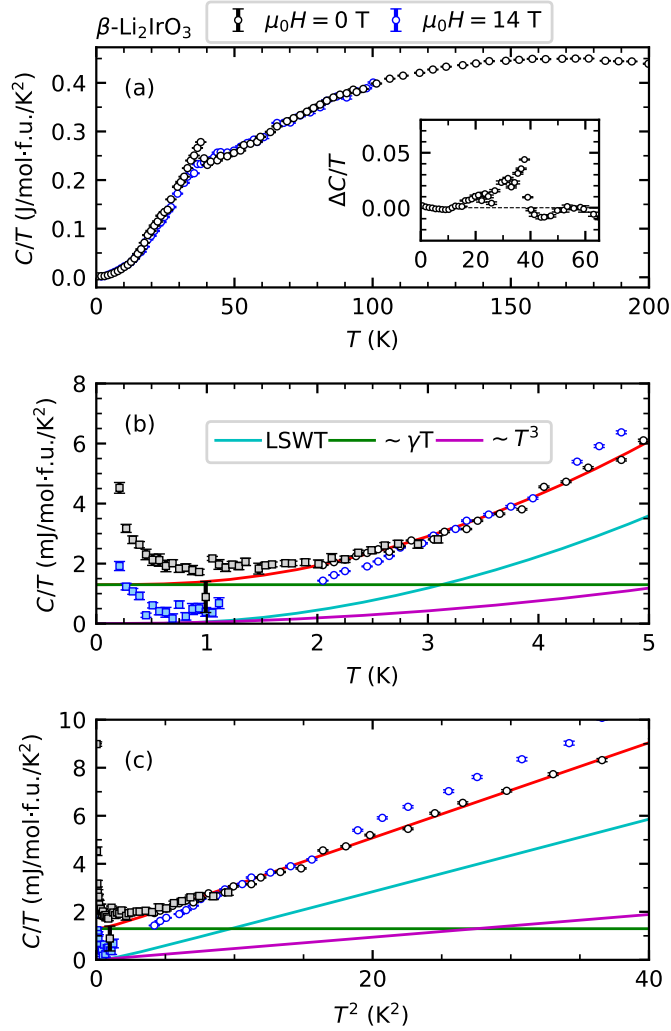 β-Li₂IrO₃
μ₀H = 0 T μ₀H = 14 T
(a)
C/T (J/mol·f.u./K²)
0.4
0.3
0.2
0.1
0.0
0 50 100 150 200
T (K)
ΔC/T
0.05
0.00
0 20 40 60
(b)
LSWT ~ γT ~ T³
C/T (mJ/mol·f.u./K²)
8
6
4
2
0
0 1 2 3 4 5
T (K)
(c)
C/T (mJ/mol·f.u./K²)
10
8
6
4
2
0
0 20 40
T² (K²)